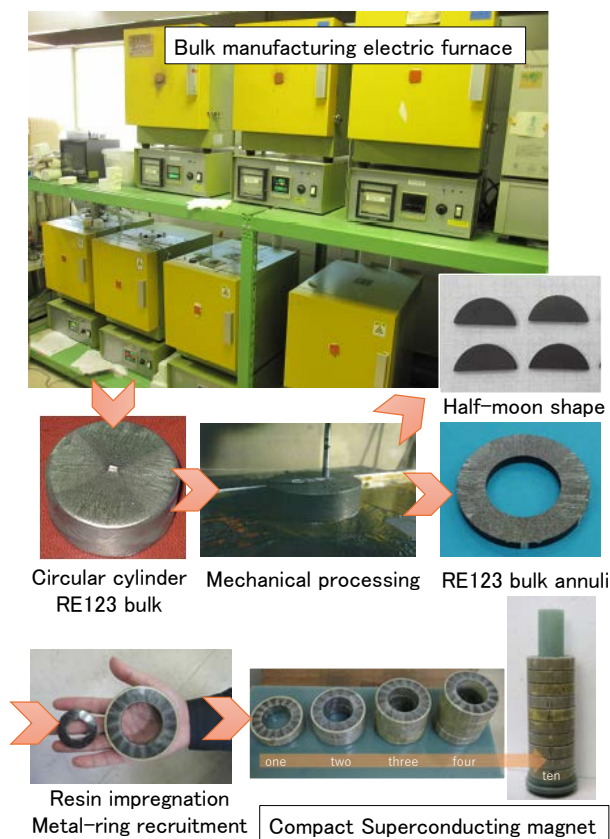 Bulk manufacturing electric furnace
Half-moon shape
Circular cylinder
RE123 bulk
Mechanical processing
RE123 bulk annuli
Resin impregnation
Metal-ring recruitment
one
two
three
four
ten
Compact Superconducting magnet